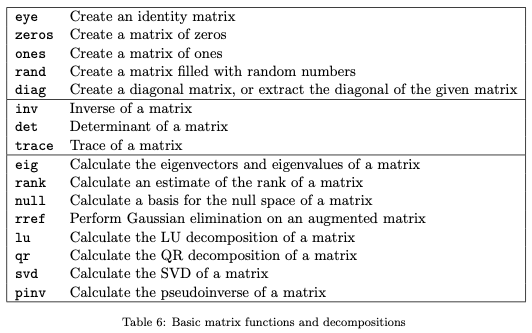 eye Create an identity matrix
zeros Create a matrix of zeros
ones Create a matrix of ones
rand Create a matrix filled with random numbers
diag Create a diagonal matrix, or extract the diagonal of the given matrix
inv Inverse of a matrix
det Determinant of a matrix
trace Trace of a matrix
eig Calculate the eigenvectors and eigenvalues of a matrix
rank Calculate an estimate of the rank of a matrix
null Calculate a basis for the null space of a matrix
rref Perform Gaussian elimination on an augmented matrix
lu Calculate the LU decomposition of a matrix
qr Calculate the QR decomposition of a matrix
svd Calculate the SVD of a matrix
pinv Calculate the pseudoinverse of a matrix
Table 6: Basic matrix functions and decompositions